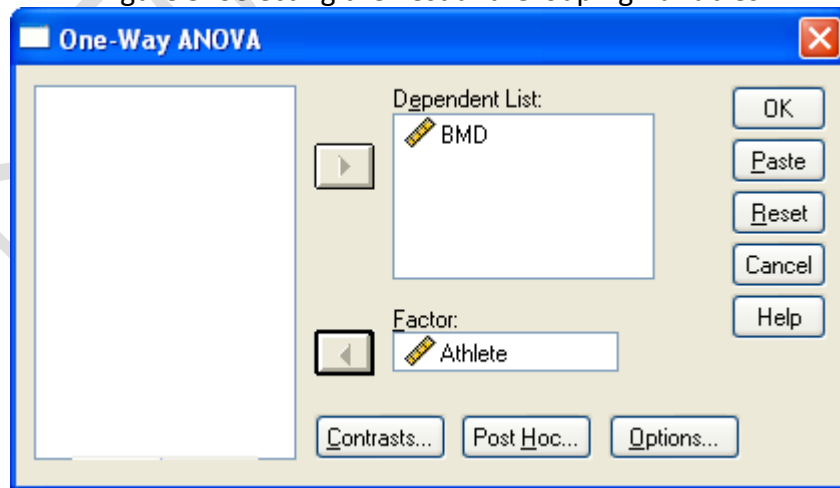 One-Way ANOVA
Dependent List:
BMD
Factor:
Athlete
OK
Paste
Reset
Cancel
Help
Contrasts...
Post Hoc...
Options...